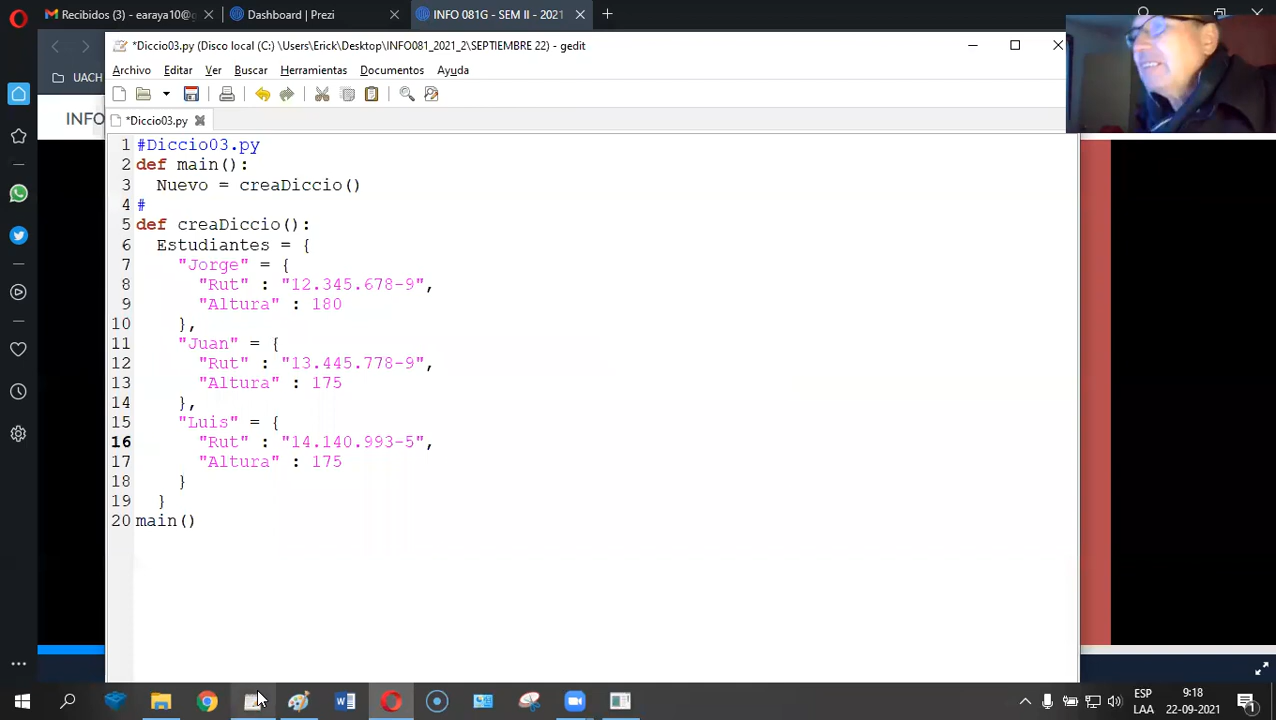 Recibidos (3) - earaya10@g
Dashboard | Prezi
INFO 081G - SEM II - 2021
UACH
INFO
*Diccio03.py (Disco local (C:) \Users\Erick\Desktop\INFO081_2021_2\SEPTIEMBRE 22) - gedit
Archivo Editar Ver Buscar Herramientas Documentos Ayuda
*Diccio03.py
1 #Diccio03.py
2 def main():
3   Nuevo = creaDiccio()
4 #
5 def creaDiccio():
6   Estudiantes = {
7     "Jorge" = {
8       "Rut" : "12.345.678-9",
9       "Altura" : 180
10     },
11     "Juan" = {
12       "Rut" : "13.445.778-9",
13       "Altura" : 175
14     },
15     "Luis" = {
16       "Rut" : "14.140.993-5",
17       "Altura" : 175
18     }
19   }
20 main()
ESP
LAA
9:18
22-09-2021
1